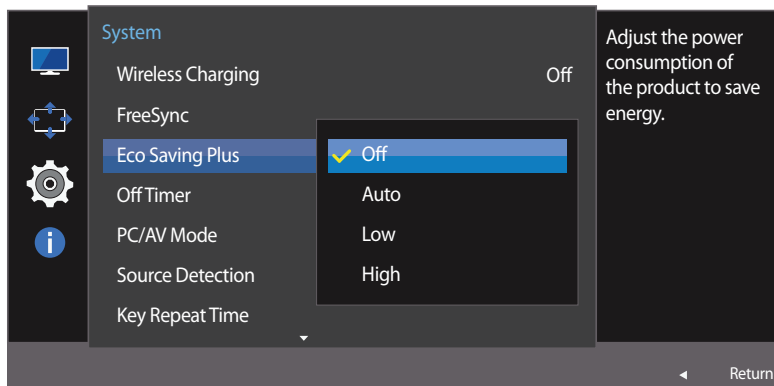 System
Wireless Charging Off
FreeSync
Eco Saving Plus
Off Timer
PC/AV Mode
Source Detection
Key Repeat Time
Off
Auto
Low
High
Adjust the power
consumption of
the product to save
energy.
Return